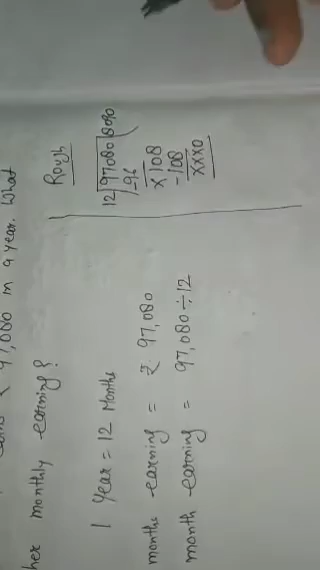 ₹ 97,080 in a year. What
her monthly earning?
1 Year = 12 Months
months earning = ₹. 97,080
month earning = 97,080 ÷ 12
Rough
12)97080(8090
-96
×108
-108
×××0